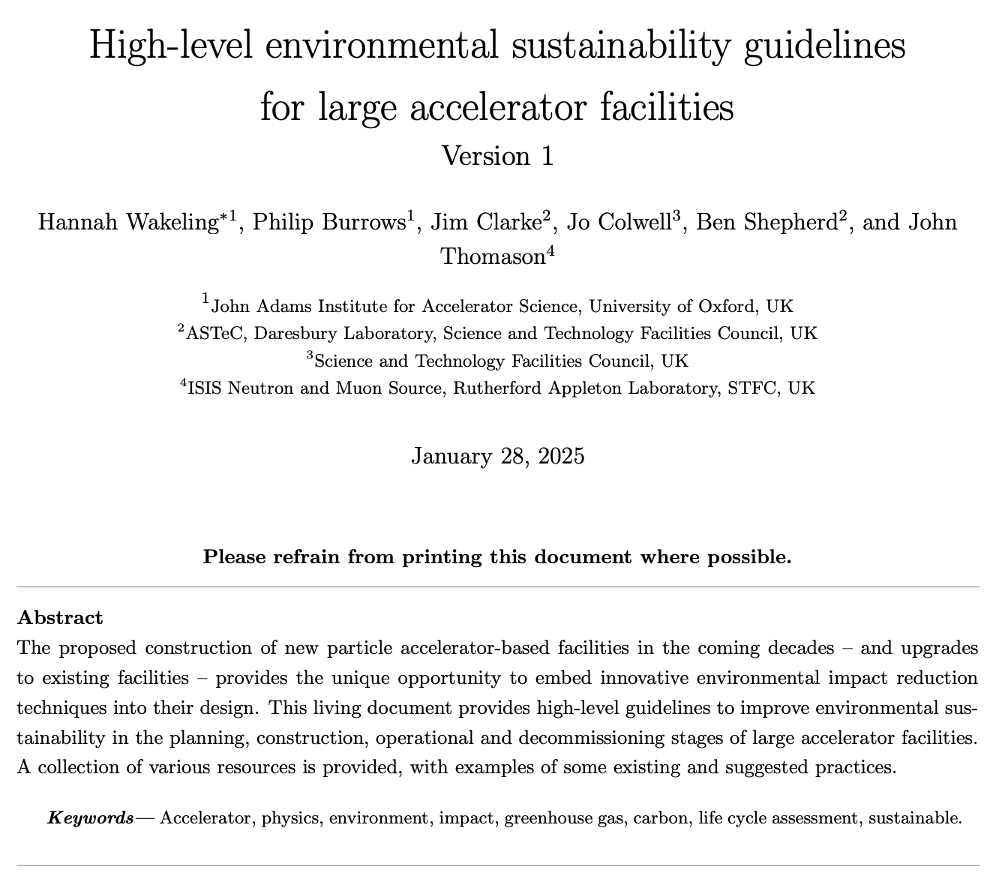 High-level environmental sustainability guidelines
for large accelerator facilities
Version 1
Hannah Wakeling*1, Philip Burrows1, Jim Clarke2, Jo Colwell3, Ben Shepherd2, and John
Thomason4
1John Adams Institute for Accelerator Science, University of Oxford, UK
2ASTeC, Daresbury Laboratory, Science and Technology Facilities Council, UK
3Science and Technology Facilities Council, UK
4ISIS Neutron and Muon Source, Rutherford Appleton Laboratory, STFC, UK
January 28, 2025
Please refrain from printing this document where possible.
Abstract
The proposed construction of new particle accelerator-based facilities in the coming decades – and upgrades
to existing facilities – provides the unique opportunity to embed innovative environmental impact reduction
techniques into their design. This living document provides high-level guidelines to improve environmental sus-
tainability in the planning, construction, operational and decommissioning stages of large accelerator facilities.
A collection of various resources is provided, with examples of some existing and suggested practices.
Keywords— Accelerator, physics, environment, impact, greenhouse gas, carbon, life cycle assessment, sustainable.